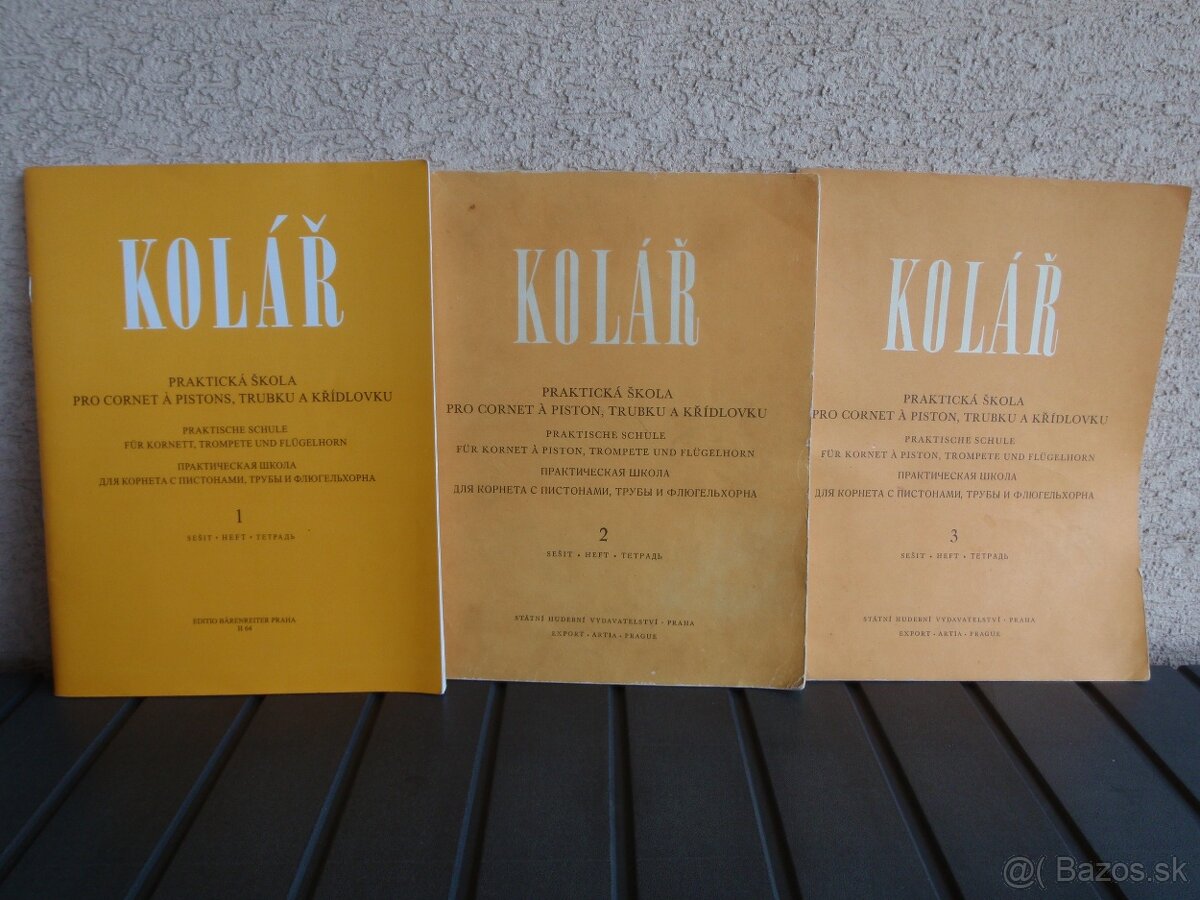 KOLÁŘ
PRAKTICKÁ ŠKOLA
PRO CORNET À PISTONS, TRUBKU A KŘÍDLOVKU
PRAKTISCHE SCHULE
FÜR KORNETT, TROMPETE UND FLÜGELHORN
ПРАКТИЧЕСКАЯ ШКОЛА
ДЛЯ КОРНЕТА С ПИСТОНАМИ, ТРУБЫ И ФЛЮГЕЛЬХОРНА
1
SEŠIT • HEFT • ТЕТРАДЬ
EDITIO BÄRENREITER PRAHA
H 64
KOLÁŘ
PRAKTICKÁ ŠKOLA
PRO CORNET À PISTON, TRUBKU A KŘÍDLOVKU
PRAKTISCHE SCHULE
FÜR KORNET À PISTON, TROMPETE UND FLÜGELHORN
ПРАКТИЧЕСКАЯ ШКОЛА
ДЛЯ КОРНЕТА С ПИСТОНАМИ, ТРУБЫ И ФЛЮГЕЛЬХОРНА
2
SEŠIT • HEFT • ТЕТРАДЬ
STÁTNÍ HUDEBNÍ VYDAVATELSTVÍ • PRAHA
EXPORT • ARTIA • PRAGUE
KOLÁŘ
PRAKTICKÁ ŠKOLA
PRO CORNET À PISTON, TRUBKU A KŘÍDLOVKU
PRAKTISCHE SCHULE
FÜR KORNET À PISTON, TROMPETE UND FLÜGELHORN
ПРАКТИЧЕСКАЯ ШКОЛА
ДЛЯ КОРНЕТА С ПИСТОНАМИ, ТРУБЫ И ФЛЮГЕЛЬХОРНА
3
SEŠIT • HEFT • ТЕТРАДЬ
STÁTNÍ HUDEBNÍ VYDAVATELSTVÍ • PRAHA
EXPORT • ARTIA • PRAGUE
@( Bazos.sk